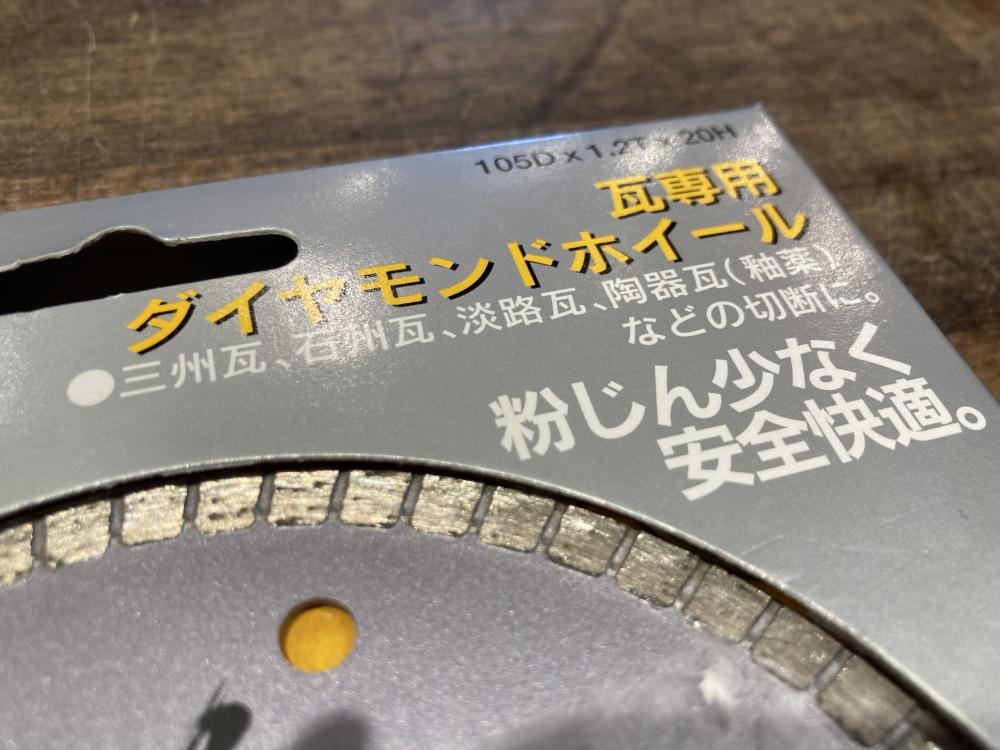 105D x 1.2T x 20H
瓦専用
ダイヤモンドホイール
●三州瓦、石州瓦、淡路瓦、陶器瓦(釉薬)
などの切断に。
粉じん少なく
安全快適。